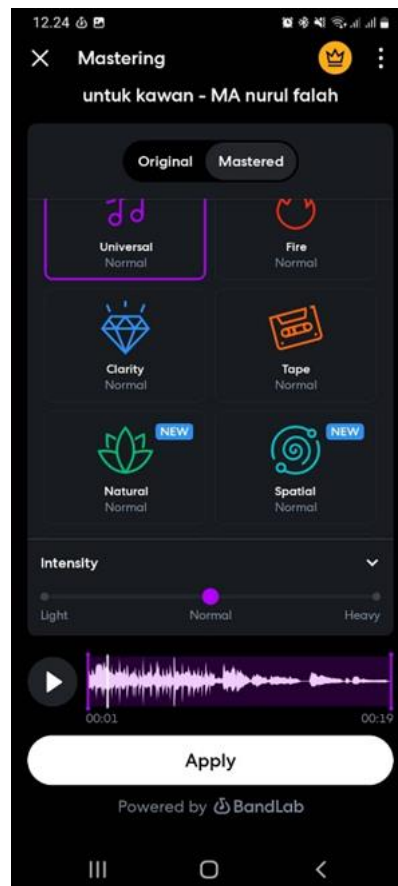 12.24
Mastering
untuk kawan - MA nurul falah
Original Mastered
Universal Fire
Normal Normal
Clarity Tape
Normal Normal
NEW NEW
Natural Spatial
Normal Normal
Intensity
Light Normal Heavy
00:01 00:19
Apply
Powered by BandLab